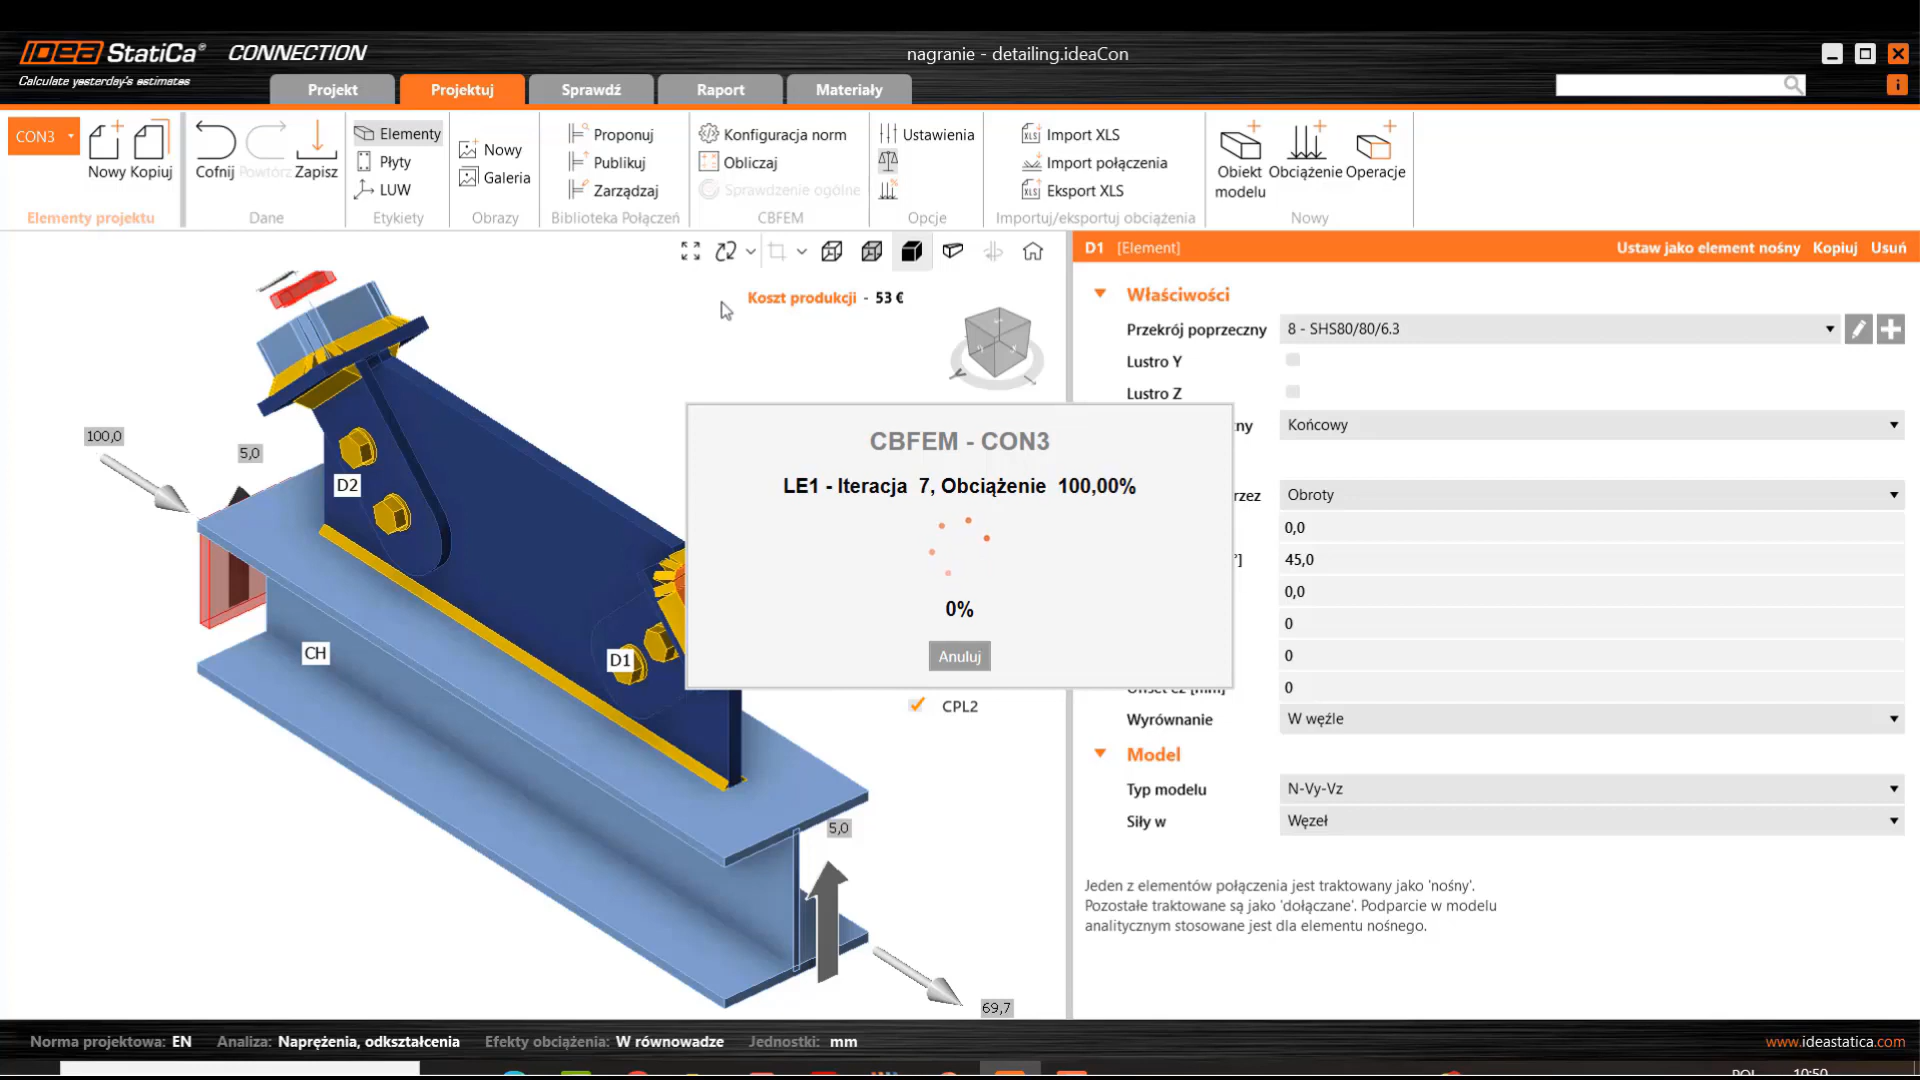 IDEA StatiCa® CONNECTION
Calculate yesterday's estimates
nagranie - detailing.ideaCon
Projekt
Projektuj
Sprawdź
Raport
Materiały
i
CON3
Nowy
Kopiuj
Elementy projektu
Cofnij
Powtórz
Zapisz
Dane
Elementy
Płyty
LUW
Etykiety
Nowy
Galeria
Obrazy
Proponuj
Publikuj
Zarządzaj
Biblioteka Połączeń
Konfiguracja norm
Obliczaj
Sprawdzenie ogólne
CBFEM
Ustawienia
Opcje
Import XLS
Import połączenia
Eksport XLS
Importuj/eksportuj obciążenia
Obiekt modelu
Obciążenie
Operacje
Nowy
Koszt produkcji - 53 €
100,0
5,0
D2
CH
D1
5,0
69,7
CPL2
CBFEM - CON3
LE1 - Iteracja 7, Obciążenie 100,00%
0%
Anuluj
D1 [Element]
Ustaw jako element nośny
Kopiuj
Usuń
Właściwości
Przekrój poprzeczny
8 - SHS80/80/6.3
Lustro Y
Lustro Z
ny
Końcowy
rzez
Obroty
0,0
°]
45,0
0,0
0
0
0
Wyrównanie
W węźle
Model
Typ modelu
N-Vy-Vz
Siły w
Węzeł
Jeden z elementów połączenia jest traktowany jako 'nośny'.
Pozostałe traktowane są jako 'dołączane'. Podparcie w modelu
analitycznym stosowane jest dla elementu nośnego.
Norma projektowa: EN
Analiza: Naprężenia, odkształcenia
Efekty obciążenia: W równowadze
Jednostki: mm
www.ideastatica.com
POL
10:50